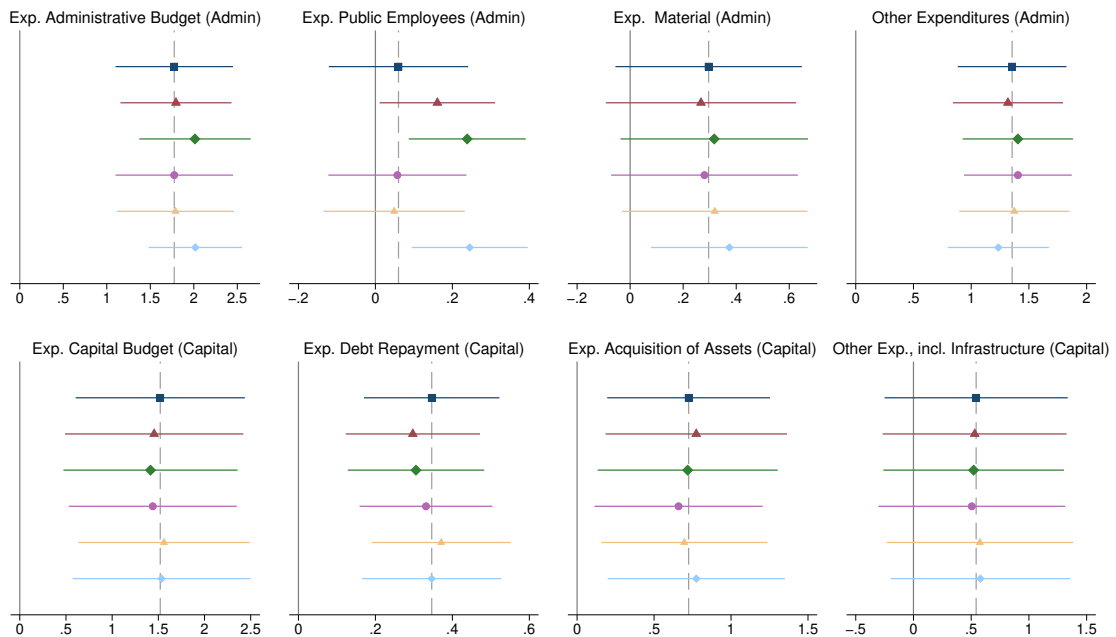 Exp. Administrative Budget (Admin)
Exp. Public Employees (Admin)
Exp. Material (Admin)
Other Expenditures (Admin)
0 .5 1 1.5 2 2.5
−.2 0 .2 .4
−.2 0 .2 .4 .6
0 .5 1 1.5 2
Exp. Capital Budget (Capital)
Exp. Debt Repayment (Capital)
Exp. Acquisition of Assets (Capital)
Other Exp., incl. Infrastructure (Capital)
0 .5 1 1.5 2 2.5
0 .2 .4 .6
0 .5 1 1.5
−.5 0 .5 1 1.5